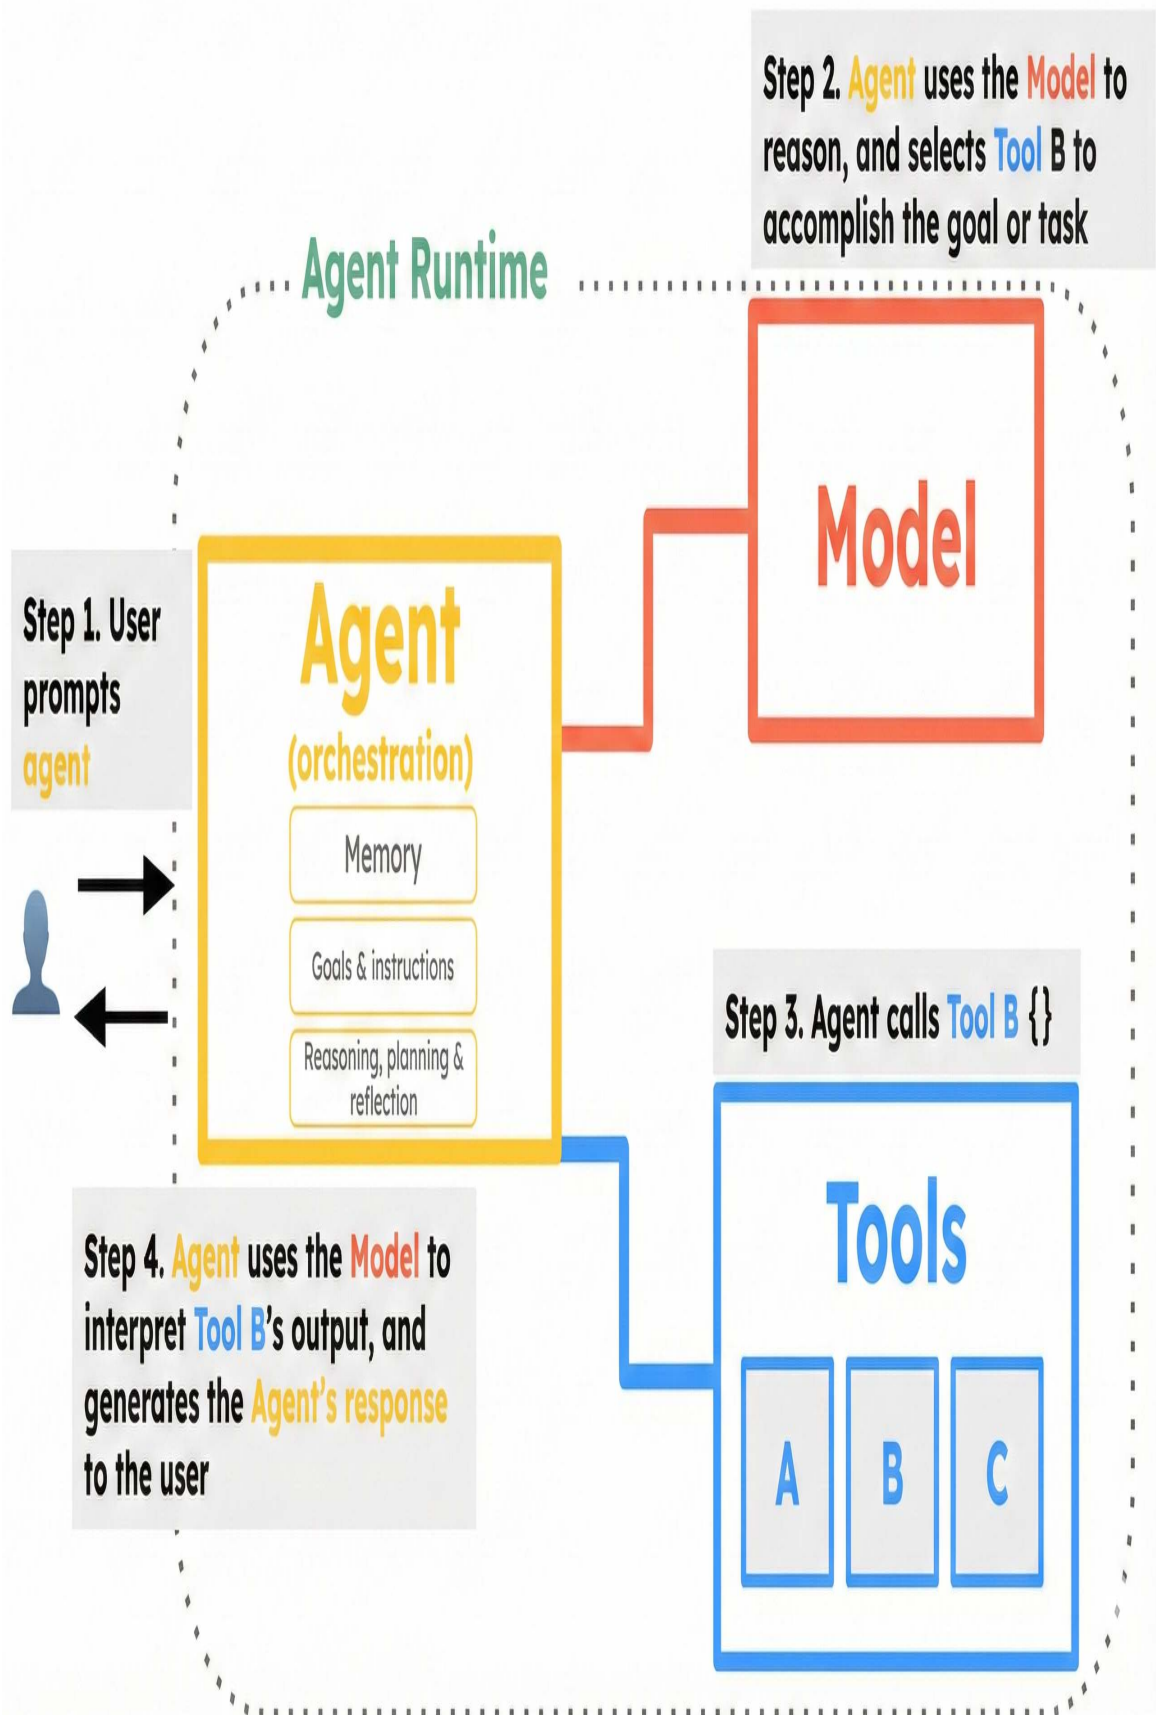 Step 2. Agent uses the Model to
reason, and selects Tool B to
accomplish the goal or task
Agent Runtime
Model
Step 1. User
prompts
agent
Agent
(orchestration)
Memory
Goals & instructions
Reasoning, planning &
reflection
Step 3. Agent calls Tool B {}
Tools
A
B
C
Step 4. Agent uses the Model to
interpret Tool B’s output, and
generates the Agent’s response
to the user